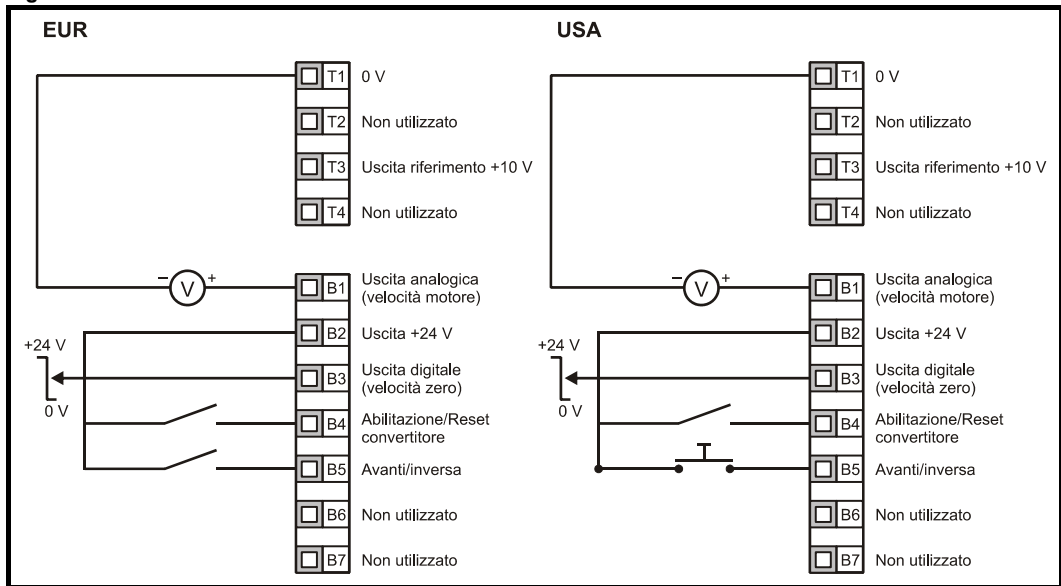 EUR
T1 0 V
T2 Non utilizzato
T3 Uscita riferimento +10 V
T4 Non utilizzato
– V +
B1 Uscita analogica
(velocità motore)
B2 Uscita +24 V
+24 V
B3 Uscita digitale
(velocità zero)
0 V
B4 Abilitazione/Reset
convertitore
B5 Avanti/inversa
B6 Non utilizzato
B7 Non utilizzato
USA
T1 0 V
T2 Non utilizzato
T3 Uscita riferimento +10 V
T4 Non utilizzato
– V +
B1 Uscita analogica
(velocità motore)
B2 Uscita +24 V
+24 V
B3 Uscita digitale
(velocità zero)
0 V
B4 Abilitazione/Reset
convertitore
B5 Avanti/inversa
B6 Non utilizzato
B7 Non utilizzato